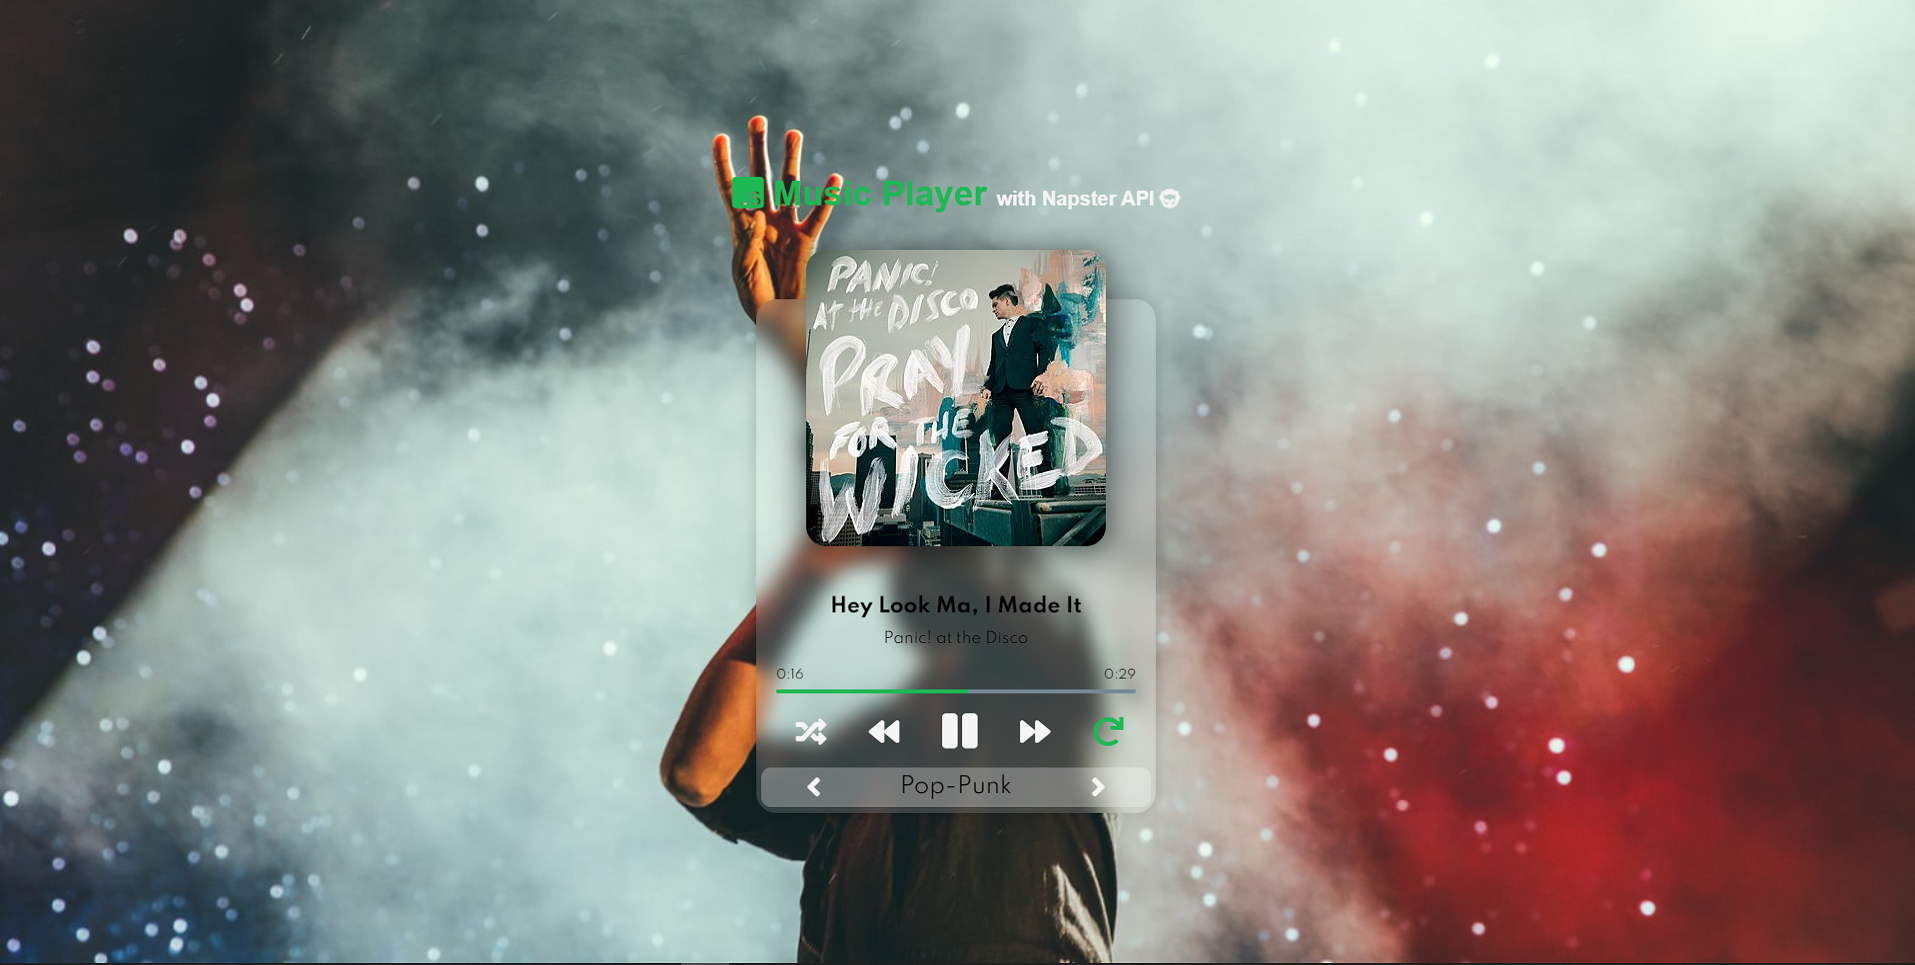 JS Music Player with Napster API
PANIC!
AT THE DISCO
PRAY
FOR THE
WICKED
Hey Look Ma, I Made It
Panic! at the Disco
0:16 0:29
Pop-Punk